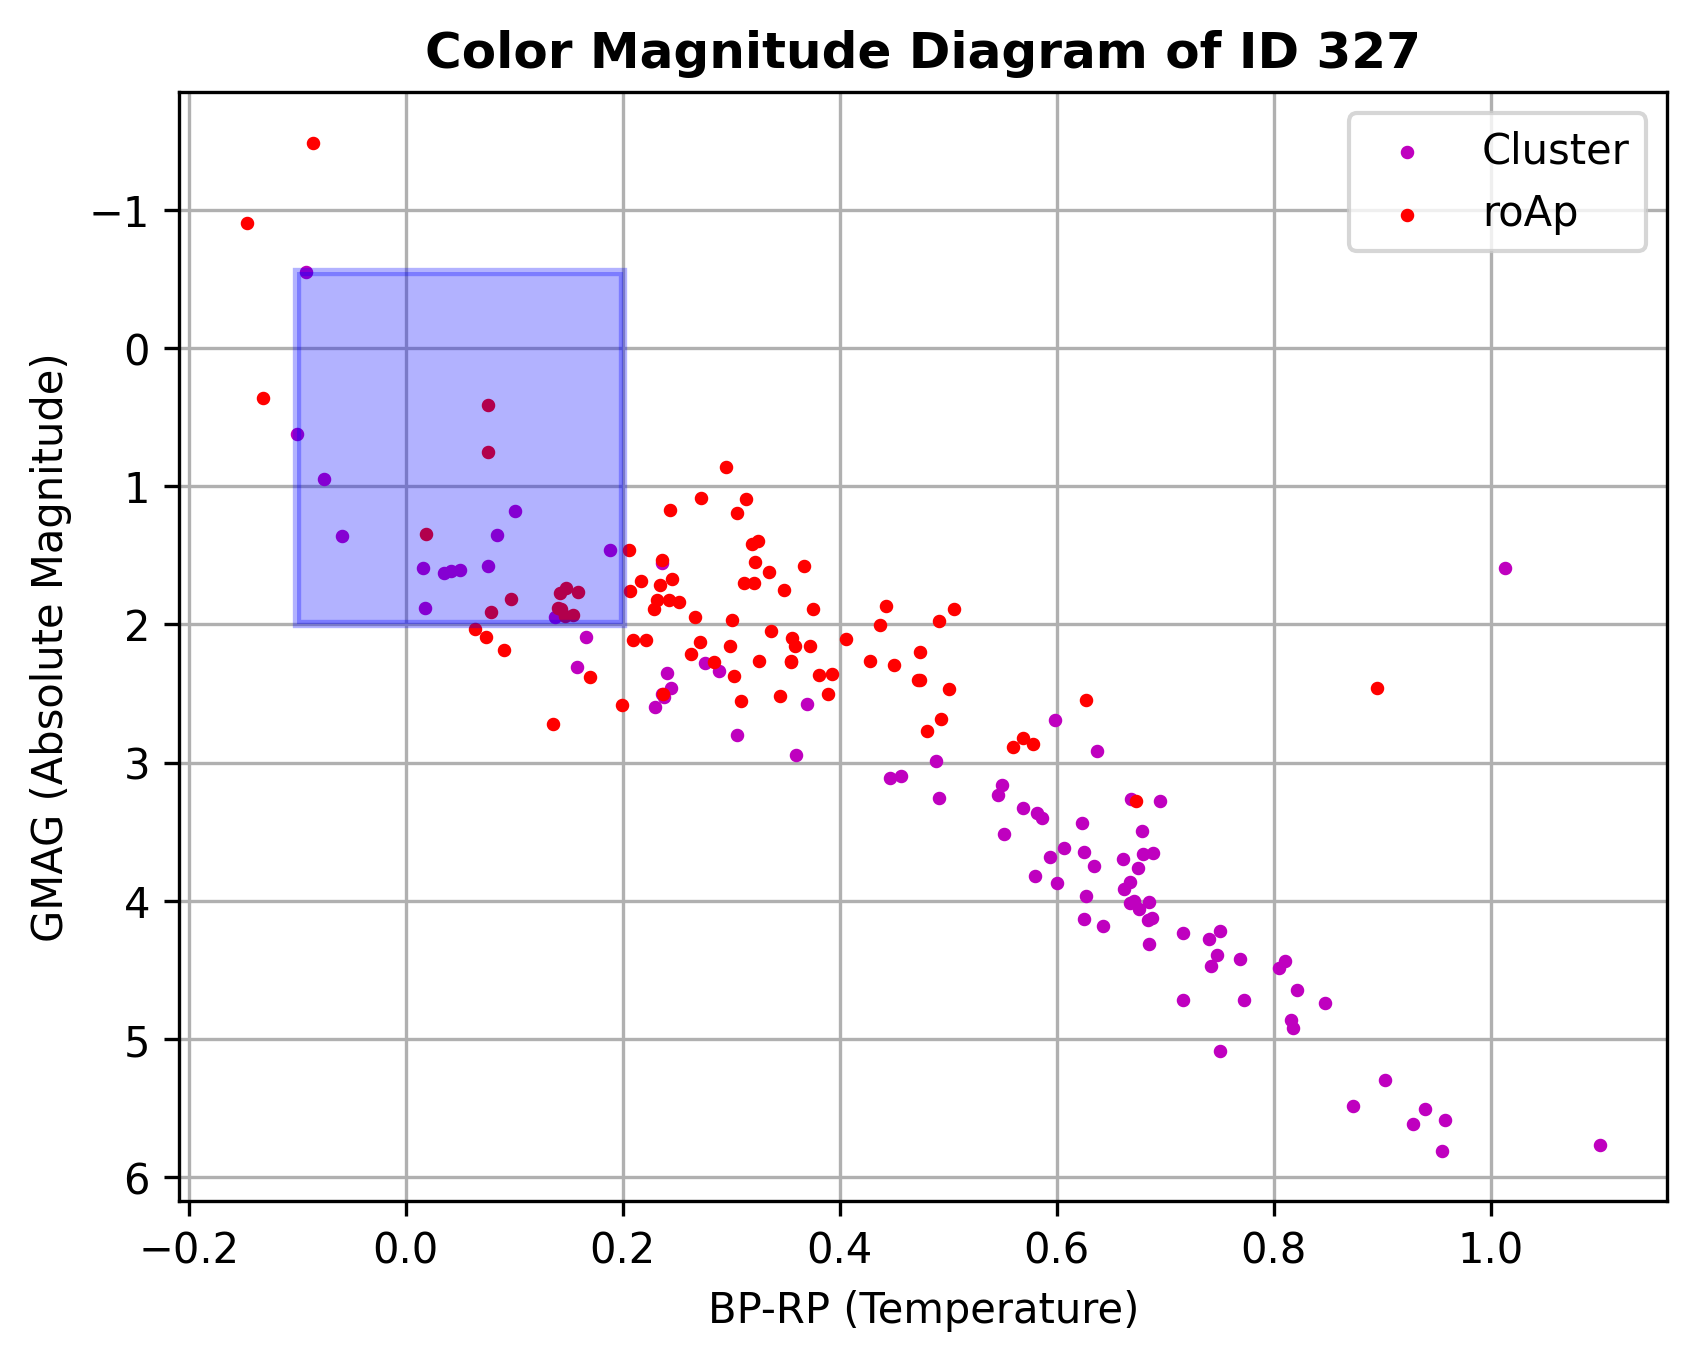 Color Magnitude Diagram of ID 327
Cluster
roAp
GMAG (Absolute Magnitude)
−1
0
1
2
3
4
5
6
−0.2 0.0 0.2 0.4 0.6 0.8 1.0
BP-RP (Temperature)